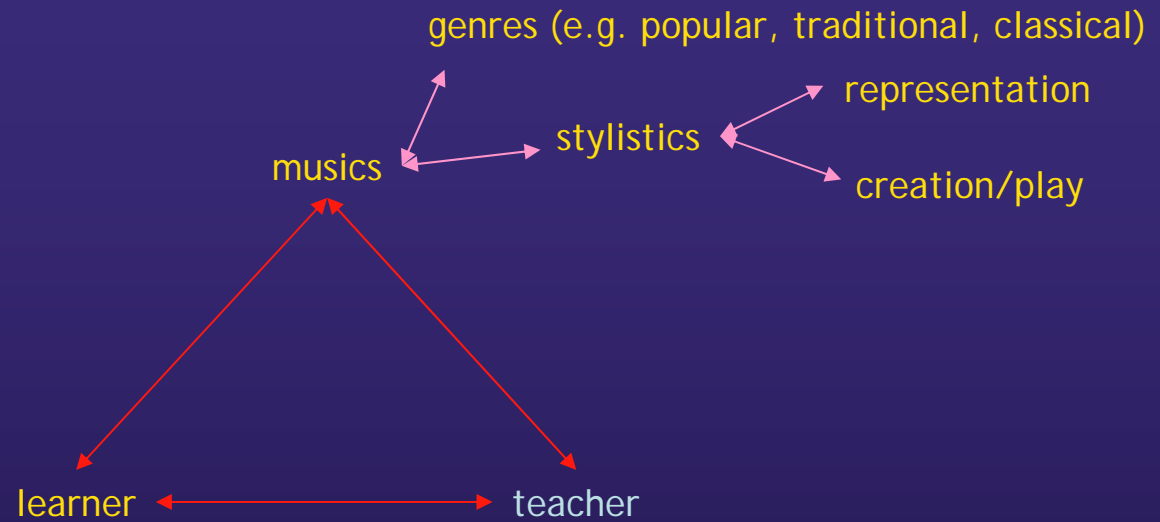 genres (e.g. popular, traditional, classical)
representation
stylistics
musics
creation/play
learner
teacher